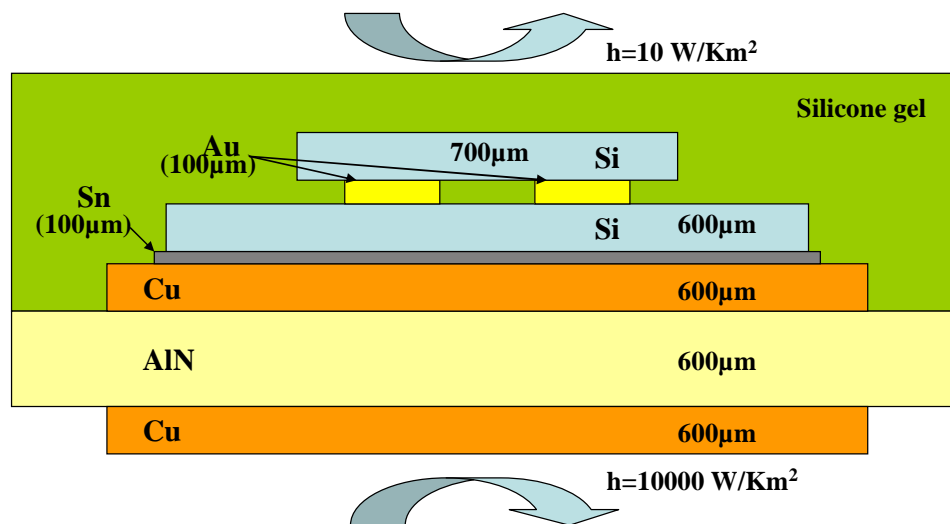 h=10 W/Km²
Silicone gel
Au
(100µm)
700µm
Si
Sn
(100µm)
Si
600µm
Cu
600µm
AlN
600µm
Cu
600µm
h=10000 W/Km²